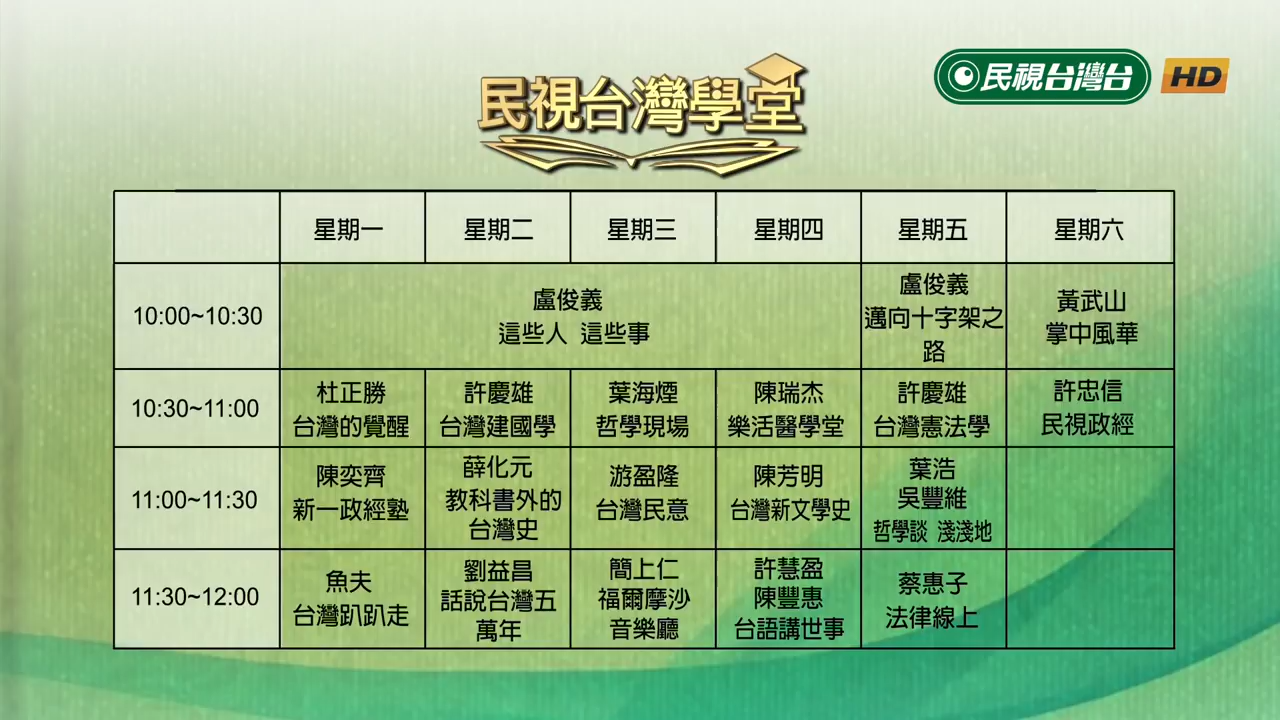 民視台灣學堂
民視台灣台 HD
星期一 星期二 星期三 星期四 星期五 星期六
10:00~10:30
盧俊義
這些人 這些事
盧俊義
邁向十字架之
路
黃武山
掌中風華
10:30~11:00
杜正勝
台灣的覺醒
許慶雄
台灣建國學
葉海煙
哲學現場
陳瑞杰
樂活醫學堂
許慶雄
台灣憲法學
許忠信
民視政經
11:00~11:30
陳奕齊
新一政經塾
薛化元
教科書外的
台灣史
游盈隆
台灣民意
陳芳明
台灣新文學史
葉浩
吳豐維
哲學談 淺淺地
11:30~12:00
魚夫
台灣趴趴走
劉益昌
話說台灣五
萬年
簡上仁
福爾摩沙
音樂廳
許慧盈
陳豐惠
台語講世事
蔡惠子
法律線上